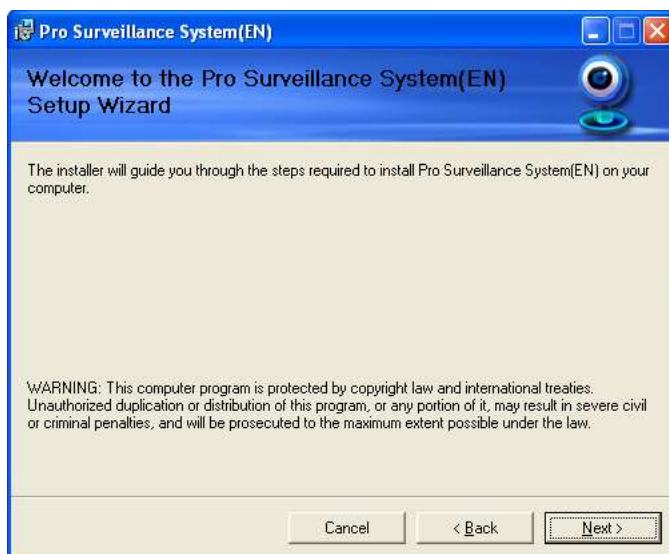 Pro Surveillance System(EN)
Welcome to the Pro Surveillance System(EN)
Setup Wizard
The installer will guide you through the steps required to install Pro Surveillance System(EN) on your
computer.
WARNING: This computer program is protected by copyright law and international treaties.
Unauthorized duplication or distribution of this program, or any portion of it, may result in severe civil
or criminal penalties, and will be prosecuted to the maximum extent possible under the law.
Cancel
< Back
Next >